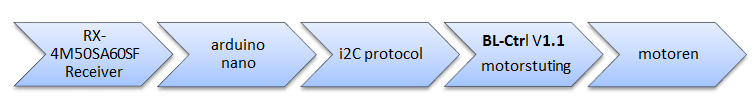 RX-
4M50SA60SF
Receiver
arduino
nano
i2C protocol
BL-Ctrl V1.1
motorstuting
motoren